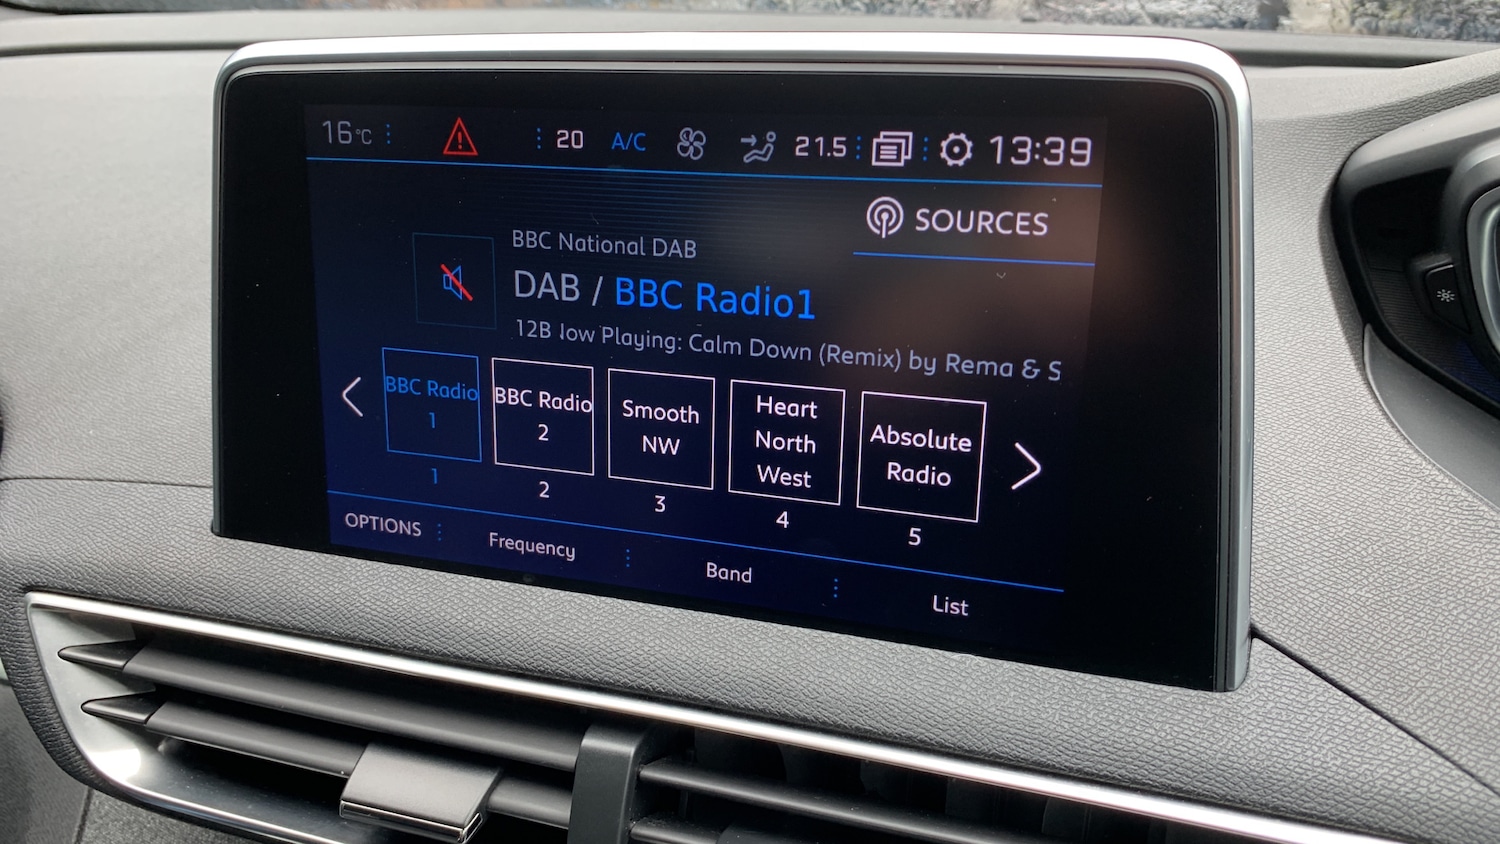 16°C 20 A/C 21.5 13:39
SOURCES
BBC National DAB
DAB / BBC Radio1
12B low Playing: Calm Down (Remix) by Rema & S
BBC Radio
1
BBC Radio
2
Smooth
NW
Heart
North
West
Absolute
Radio
1 2 3 4 5
OPTIONS Frequency Band List